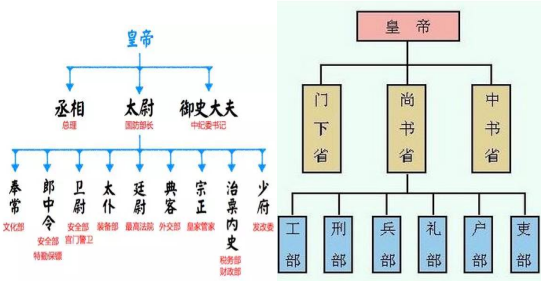 皇帝
丞相 太尉 御史大夫
总理 国防部长 中纪委书记
奉常 郎中令 卫尉 太仆 廷尉 典客 宗正 治粟内史 少府
文化部 安全部 特勤保镖 安全部 宫门警卫 装备部 最高法院 外交部 皇家管家 税务部 财政部 发改委
皇帝
门下省 尚书省 中书省
工部 刑部 兵部 礼部 户部 吏部